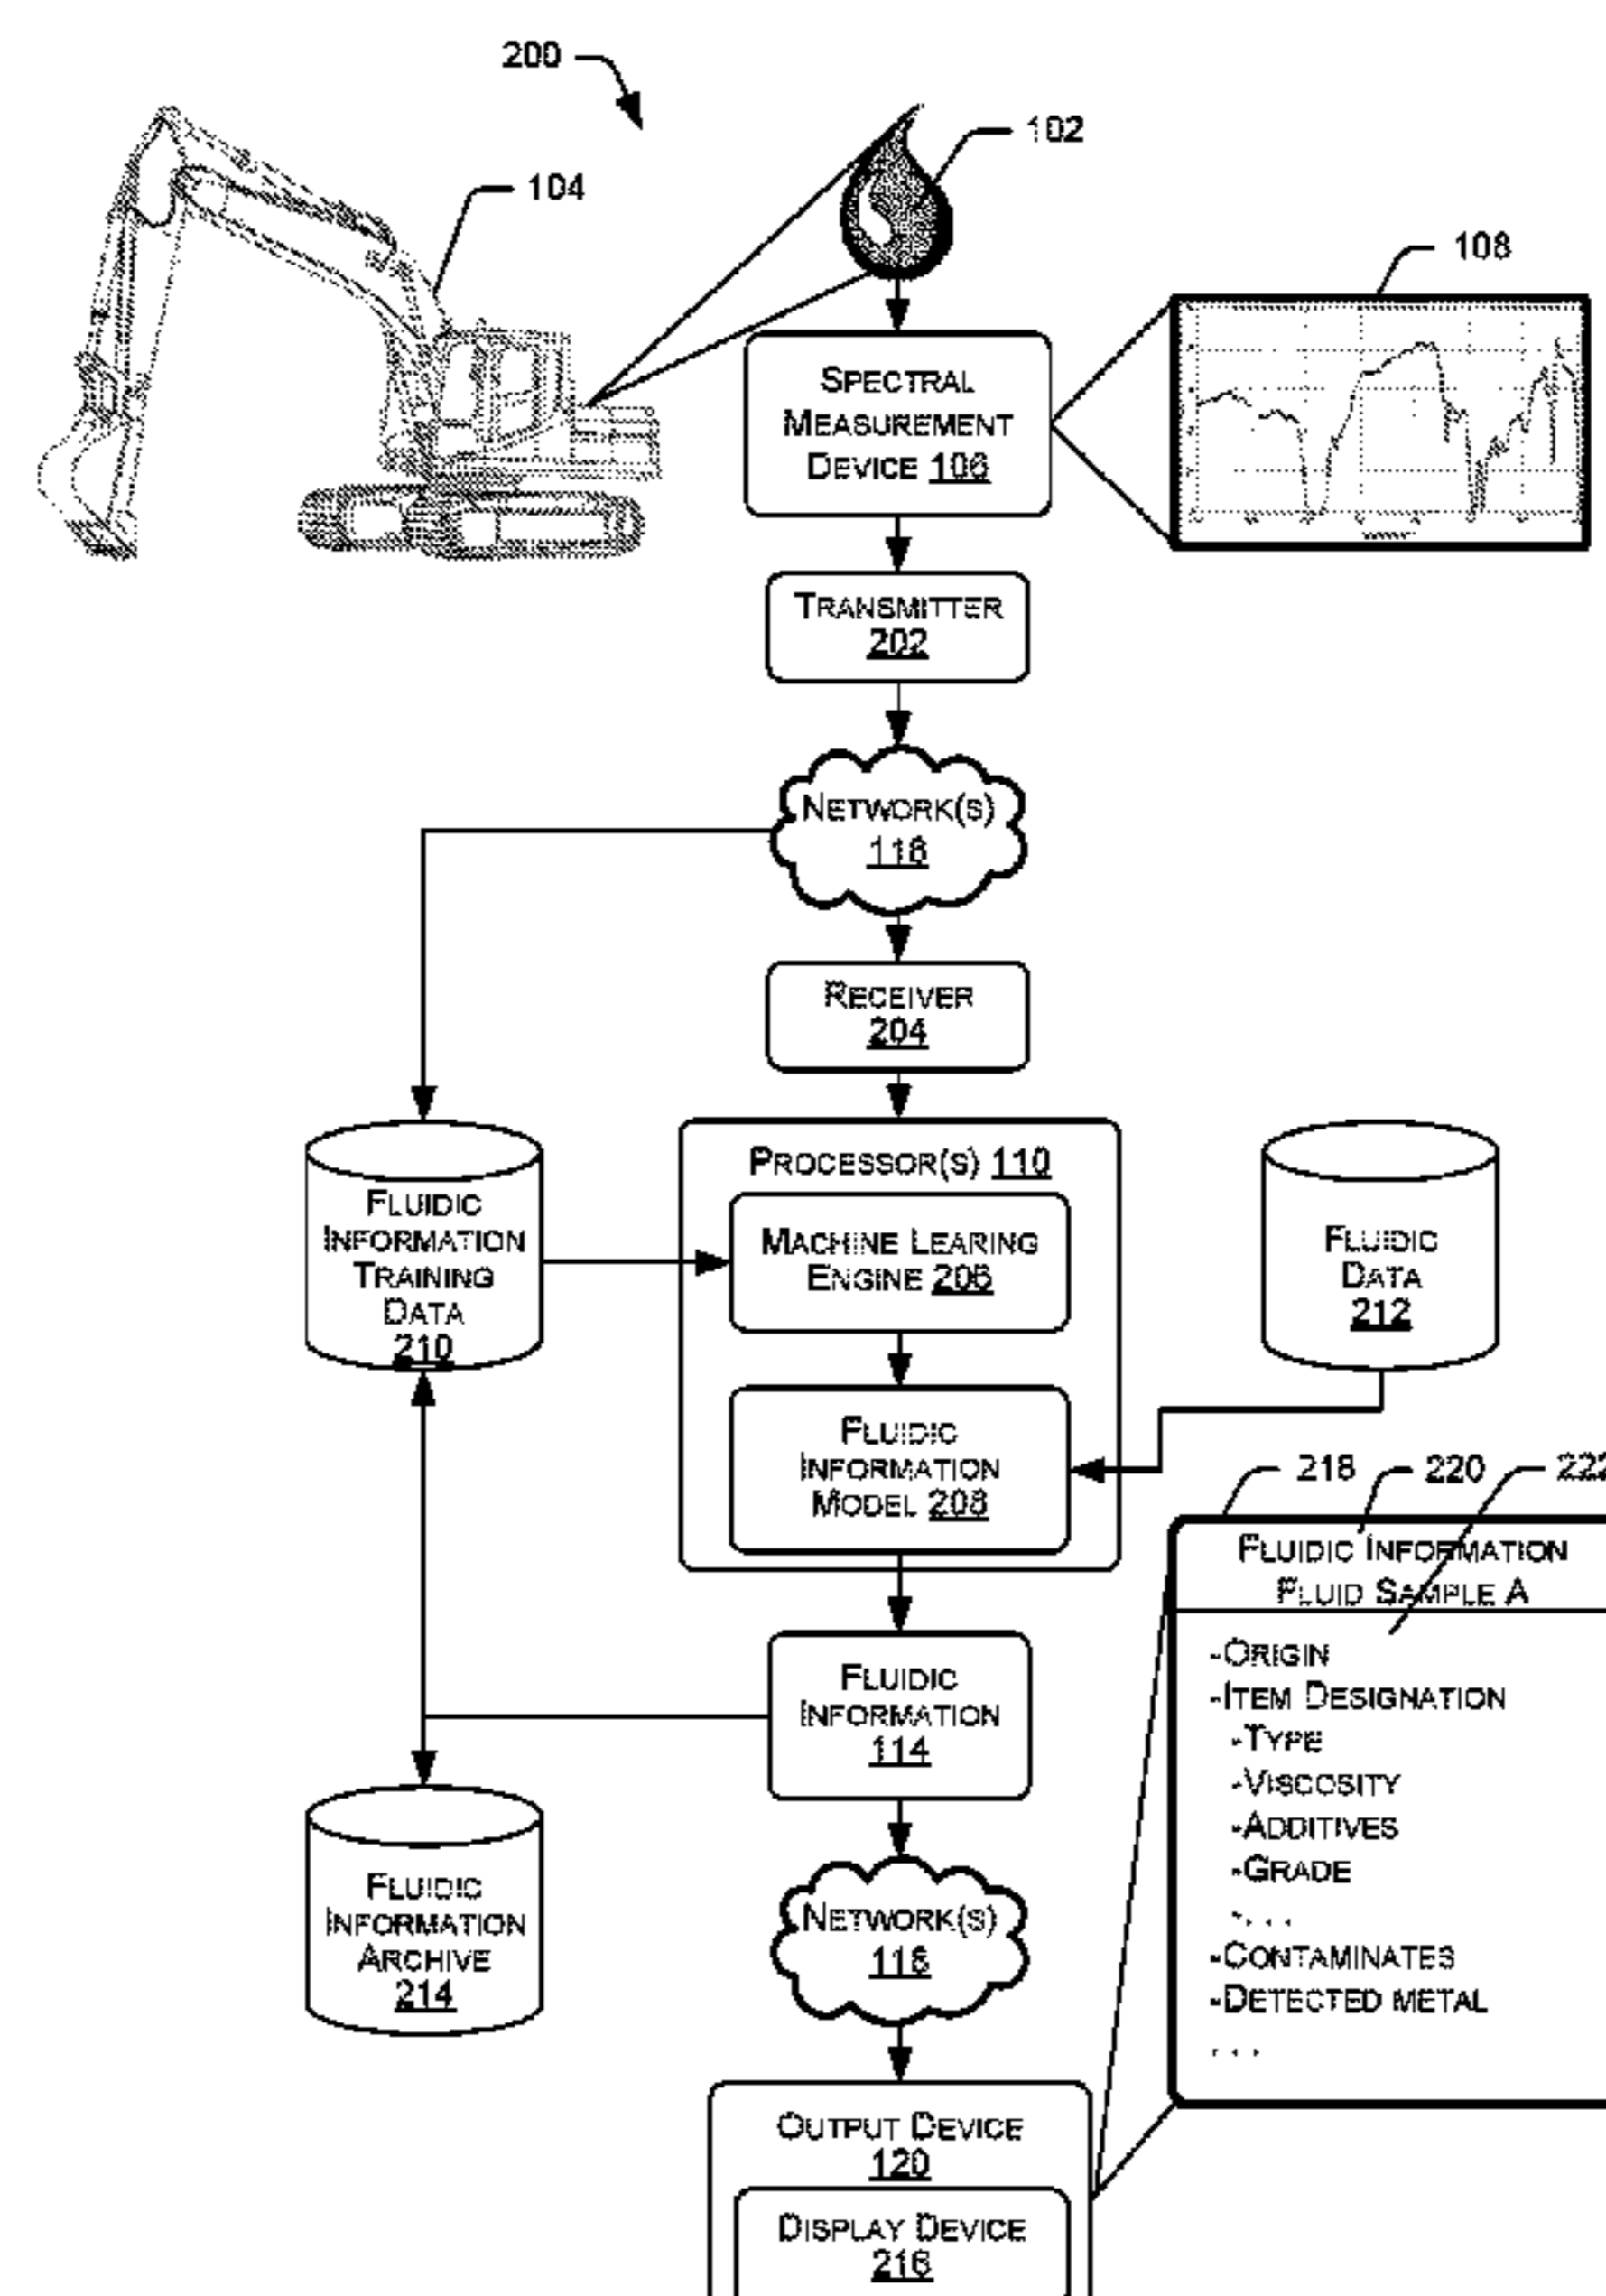 200
102
104
108
SPECTRAL
MEASUREMENT
DEVICE 106
TRANSMITTER
202
NETWORK(S)
118
RECEIVER
204
PROCESSOR(S) 110
FLUIDIC
INFORMATION
TRAINING
DATA
210
MACHINE LEARING
ENGINE 206
FLUIDIC
DATA
212
FLUIDIC
INFORMATION
MODEL 208
218
220
222
FLUIDIC INFORMATION
FLUID SAMPLE A
-ORIGIN
-ITEM DESIGNATION
-TYPE
-VISCOSITY
-ADDITIVES
-GRADE
-. . .
-CONTAMINATES
-DETECTED METAL
. . .
FLUIDIC
INFORMATION
114
FLUIDIC
INFORMATION
ARCHIVE
214
NETWORK(S)
118
OUTPUT DEVICE
120
DISPLAY DEVICE
216